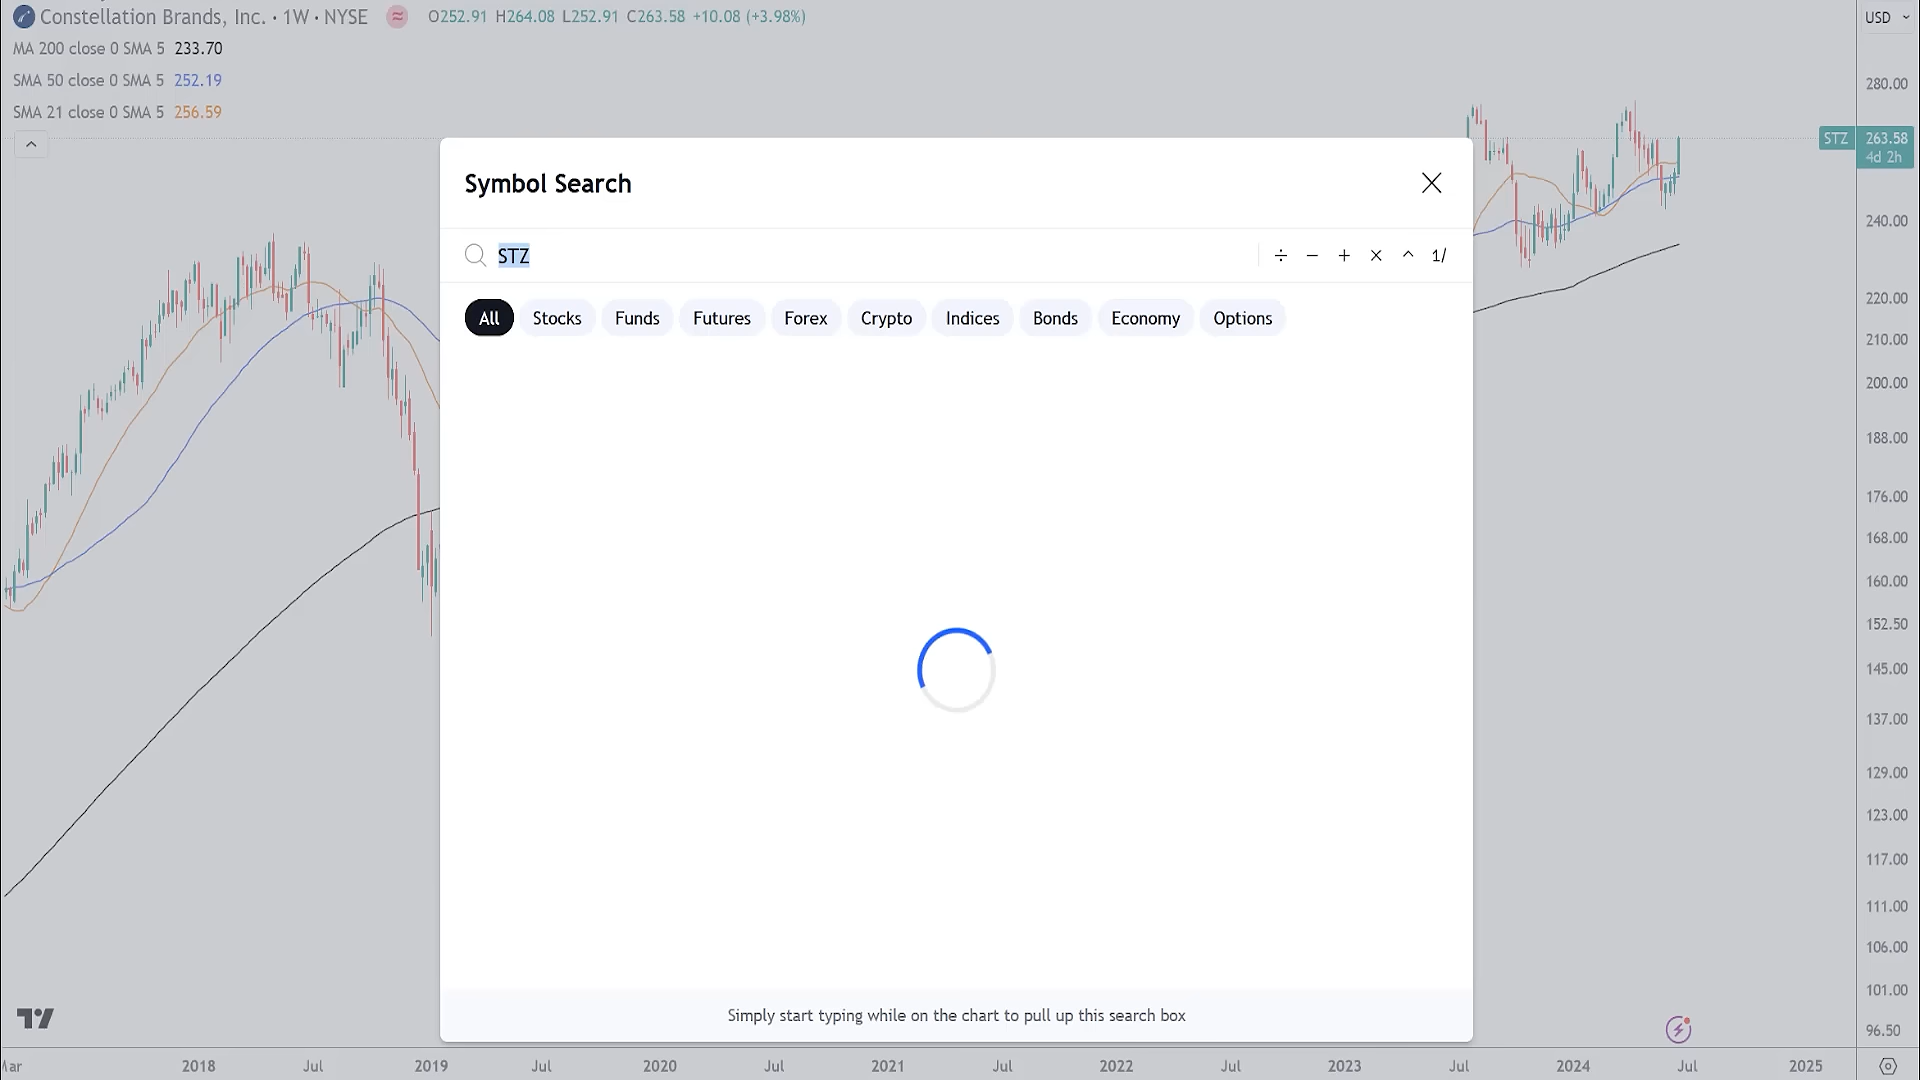 Constellation Brands, Inc. · 1W · NYSE ≈ O252.91 H264.08 L252.91 C263.58 +10.08 (+3.98%)
MA 200 close 0 SMA 5 233.70
SMA 50 close 0 SMA 5 252.19
SMA 21 close 0 SMA 5 256.59
USD
280.00
STZ 263.58
4d 2h
240.00
220.00
210.00
200.00
188.00
176.00
168.00
160.00
152.50
145.00
137.00
129.00
123.00
117.00
111.00
106.00
101.00
96.50
Symbol Search
STZ ÷ − + × ^ 1/
All Stocks Funds Futures Forex Crypto Indices Bonds Economy Options
Simply start typing while on the chart to pull up this search box
2018 Jul 2019 Jul 2020 Jul 2021 Jul 2022 Jul 2023 Jul 2024 Jul 2025